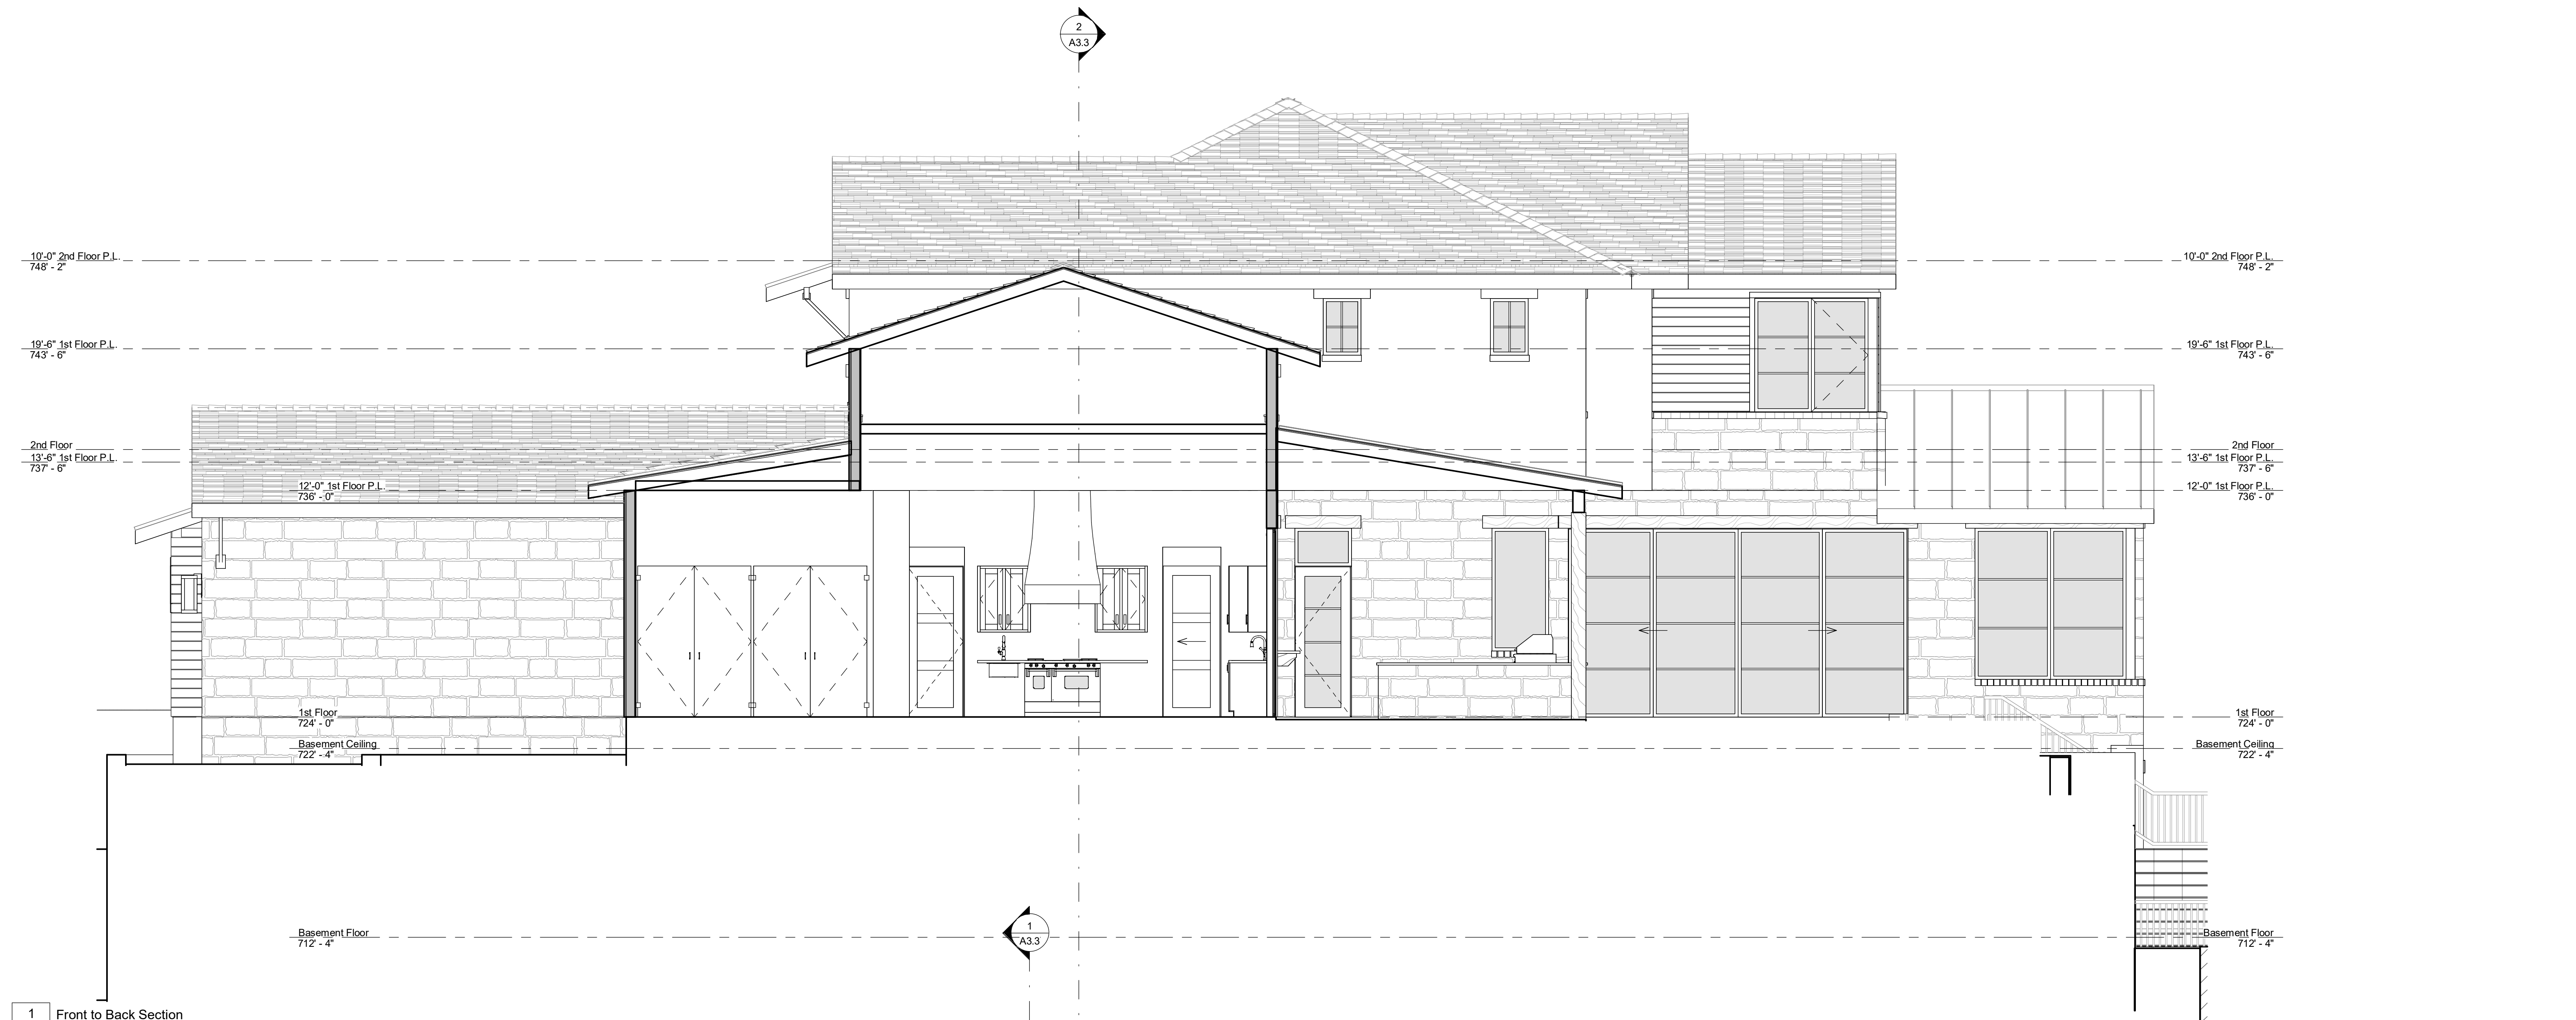 2
A3.3
10'-0" 2nd Floor P.L.
748' - 2"
10'-0" 2nd Floor P.L.
748' - 2"
19'-6" 1st Floor P.L.
743' - 6"
19'-6" 1st Floor P.L.
743' - 6"
2nd Floor
13'-6" 1st Floor P.L.
737' - 6"
2nd Floor
13'-6" 1st Floor P.L.
737' - 6"
12'-0" 1st Floor P.L.
736' - 0"
12'-0" 1st Floor P.L.
736' - 0"
1st Floor
724' - 0"
1st Floor
724' - 0"
Basement Ceiling
722' - 4"
Basement Ceiling
722' - 4"
Basement Floor
712' - 4"
1
A3.3
Basement Floor
712' - 4"
1 Front to Back Section